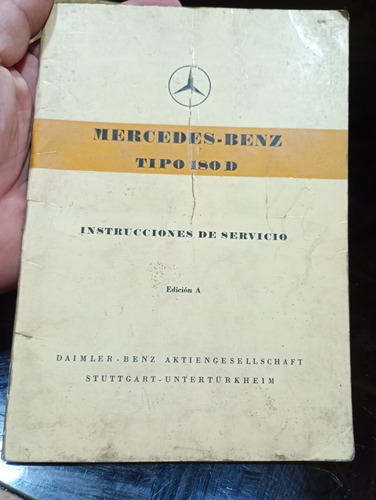 MERCEDES-BENZ
TIPO 180 D
INSTRUCCIONES DE SERVICIO
Edición A
DAIMLER-BENZ AKTIENGESELLSCHAFT
STUTTGART-UNTERTÜRKHEIM